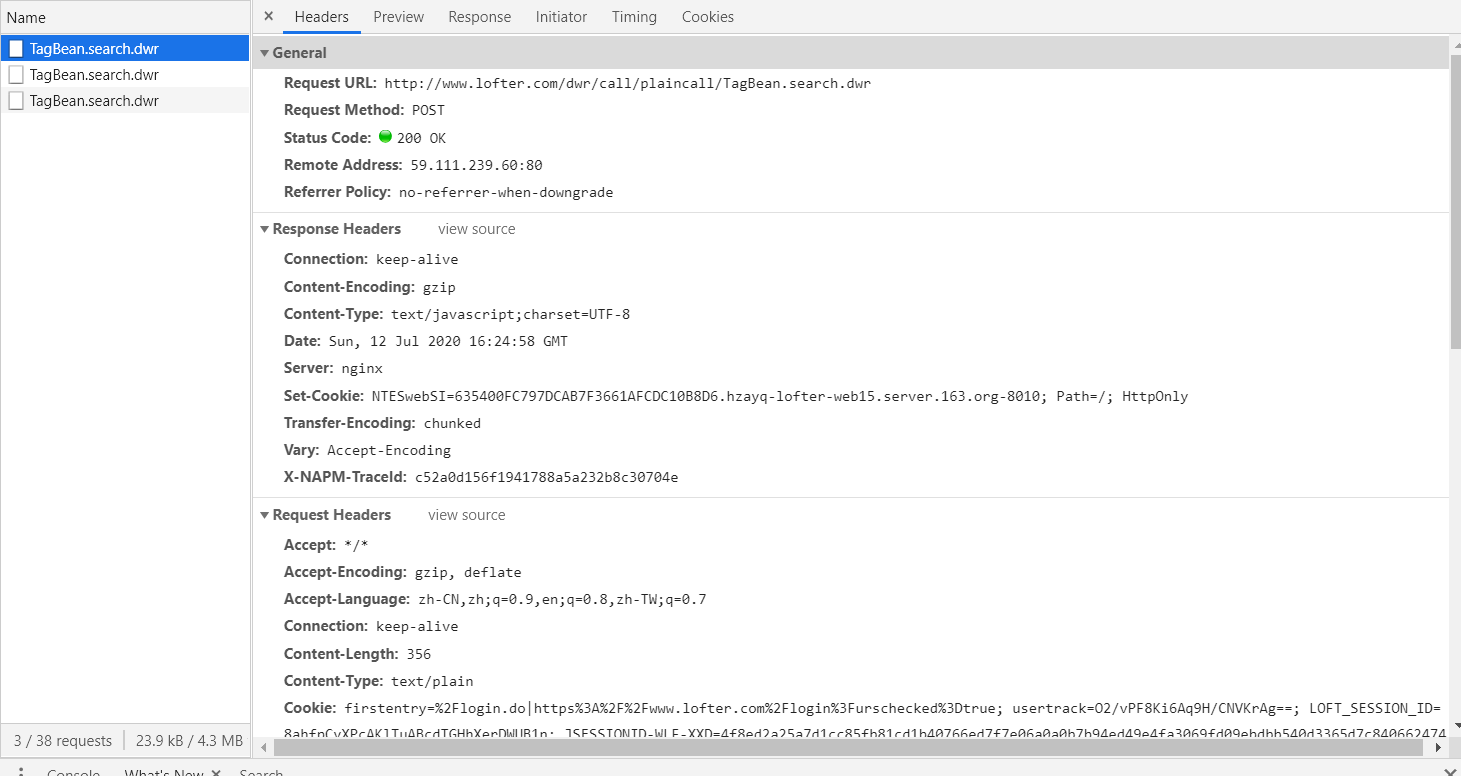 Name
TagBean.search.dwr
TagBean.search.dwr
TagBean.search.dwr
3 / 38 requests
23.9 kB / 4.3 MB
× Headers Preview Response Initiator Timing Cookies
General
Request URL: http://www.lofter.com/dwr/call/plaincall/TagBean.search.dwr
Request Method: POST
Status Code: 200 OK
Remote Address: 59.111.239.60:80
Referrer Policy: no-referrer-when-downgrade
Response Headers view source
Connection: keep-alive
Content-Encoding: gzip
Content-Type: text/javascript;charset=UTF-8
Date: Sun, 12 Jul 2020 16:24:58 GMT
Server: nginx
Set-Cookie: NTESwebSI=635400FC797DCAB7F3661AFCDC10B8D6.hzayq-lofter-web15.server.163.org-8010; Path=/; HttpOnly
Transfer-Encoding: chunked
Vary: Accept-Encoding
X-NAPM-TraceId: c52a0d156f1941788a5a232b8c30704e
Request Headers view source
Accept: */*
Accept-Encoding: gzip, deflate
Accept-Language: zh-CN,zh;q=0.9,en;q=0.8,zh-TW;q=0.7
Connection: keep-alive
Content-Length: 356
Content-Type: text/plain
Cookie: firstentry=%2Flogin.do|https%3A%2F%2Fwww.lofter.com%2Flogin%3Furschecked%3Dtrue; usertrack=O2/vPF8Ki6Aq9H/CNVKrAg==; LOFT_SESSION_ID=
Console What's New × Search